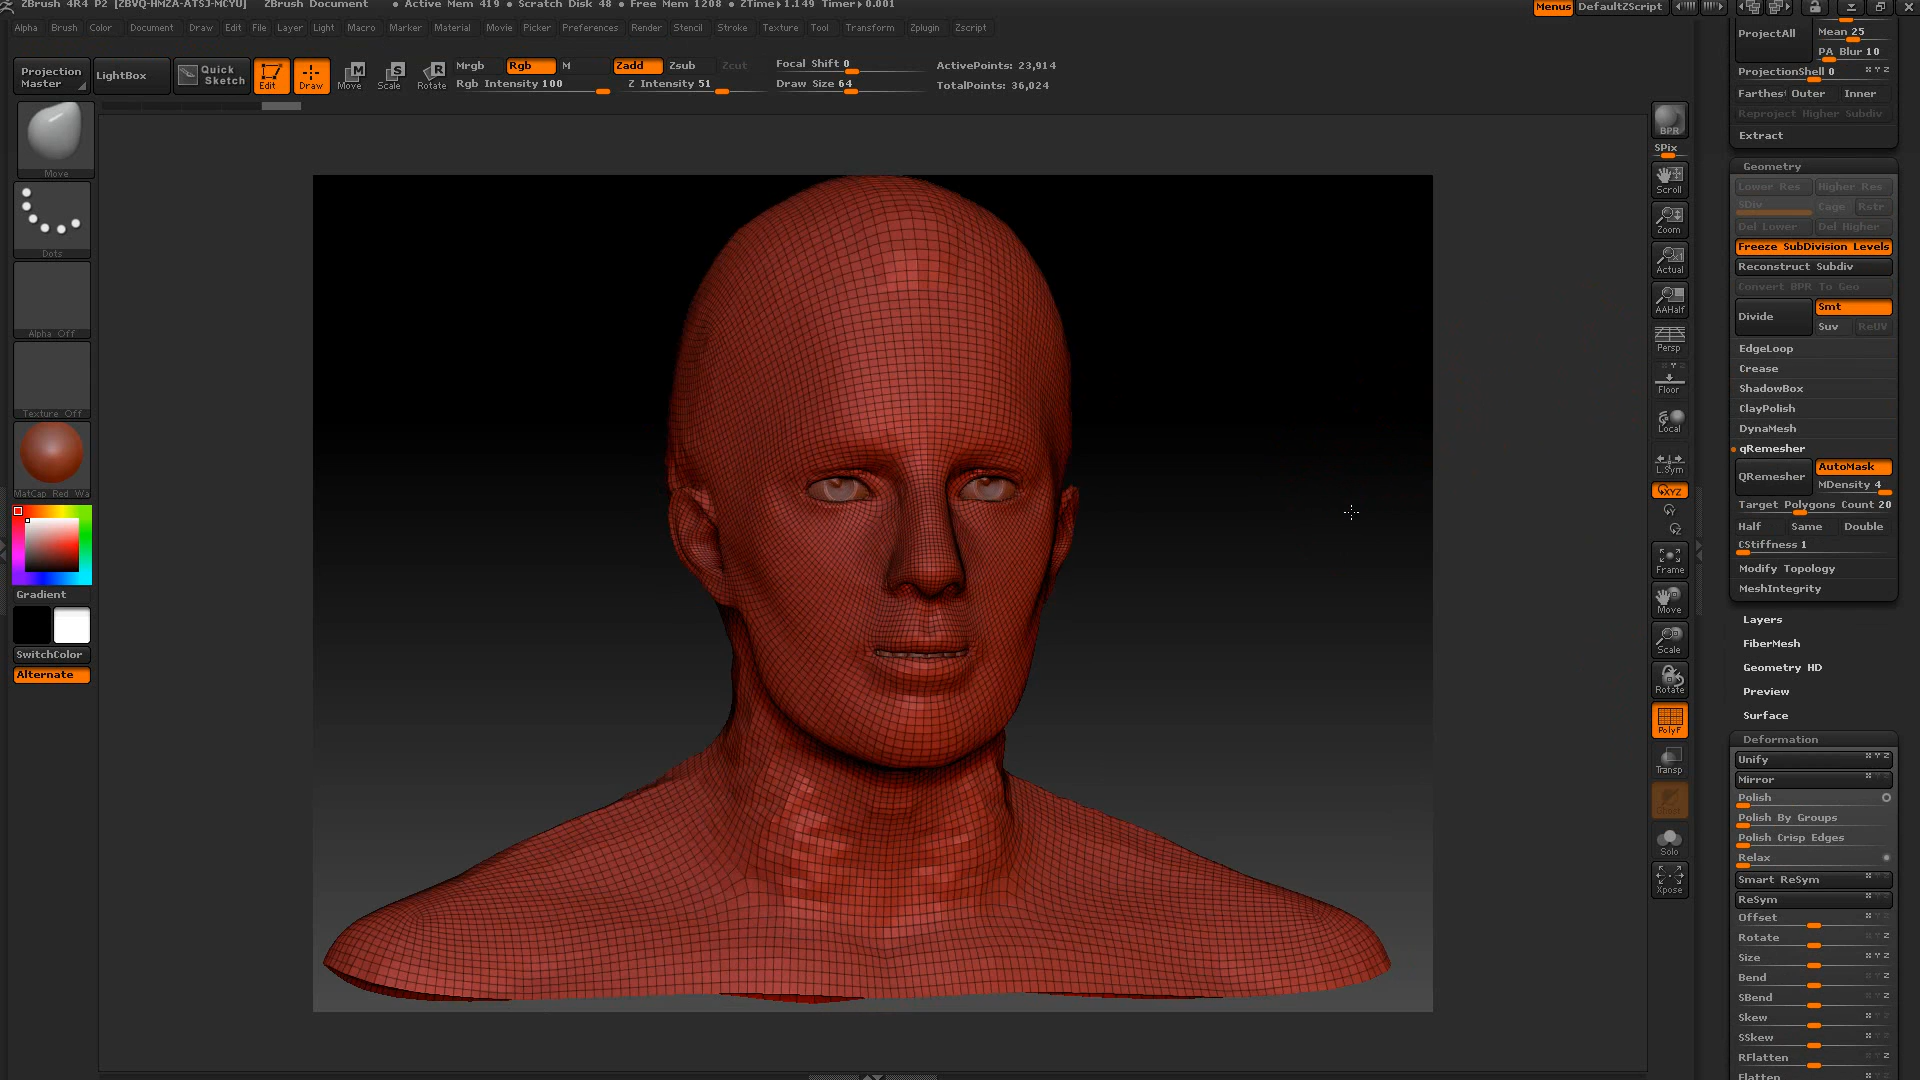 ZBrush 4R4 P2 [ZBVQ-HMZA-ATSJ-MCYU] ZBrush Document • Active Mem 419 • Scratch Disk 48 • Free Mem 1208 • ZTime▸1.149 Timer▸0.001 Menus DefaultZScript
Alpha Brush Color Document Draw Edit File Layer Light Macro Marker Material Movie Picker Preferences Render Stencil Stroke Texture Tool Transform Zplugin Zscript
Projection Master
LightBox
Quick Sketch
Edit
Draw
Move
Scale
Rotate
Mrgb Rgb M
Rgb Intensity 100
Zadd Zsub Zcut
Z Intensity 51
Focal Shift 0
Draw Size 64
ActivePoints: 23,914
TotalPoints: 36,024
Move
Dots
Alpha Off
Texture Off
MatCap Red Wa
Gradient
SwitchColor
Alternate
BPR
SPix
Scroll
Zoom
Actual
AAHalf
Persp
Floor
Local
L.Sym
XYZ
Frame
Move
Scale
Rotate
PolyF
Transp
Solo
Xpose
ProjectAll
Mean 25
PA Blur 10
ProjectionShell 0
Farthest Outer Inner
Reproject Higher Subdiv
Extract
Geometry
Lower Res Higher Res
SDiv Cage Rstr
Del Lower Del Higher
Freeze SubDivision Levels
Reconstruct Subdiv
Convert BPR To Geo
Divide
Smt
Suv ReUV
EdgeLoop
Crease
ShadowBox
ClayPolish
DynaMesh
qRemesher
QRemesher
AutoMask
MDensity 4
Target Polygons Count 20
Half Same Double
CStiffness 1
Modify Topology
MeshIntegrity
Layers
FiberMesh
Geometry HD
Preview
Surface
Deformation
Unify
Mirror
Polish
Polish By Groups
Polish Crisp Edges
Relax
Smart ReSym
ReSym
Offset
Rotate
Size
Bend
SBend
Skew
SSkew
RFlatten
Flatten